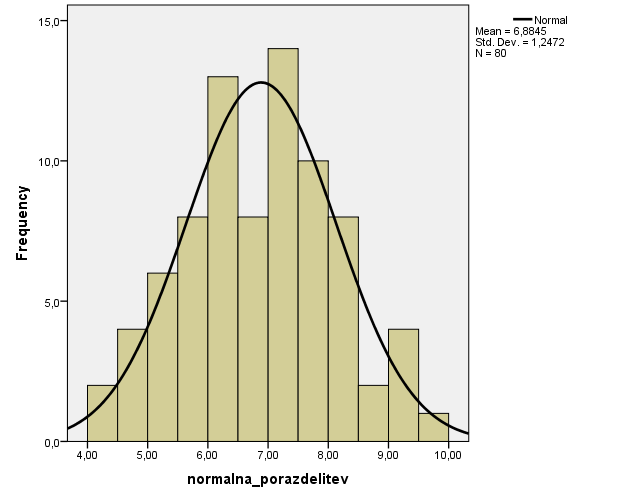 Normal
Mean = 6,8845
Std. Dev. = 1,2472
N = 80
15,0
10,0
5,0
0,0
Frequency
4,00 5,00 6,00 7,00 8,00 9,00 10,00
normalna_porazdelitev